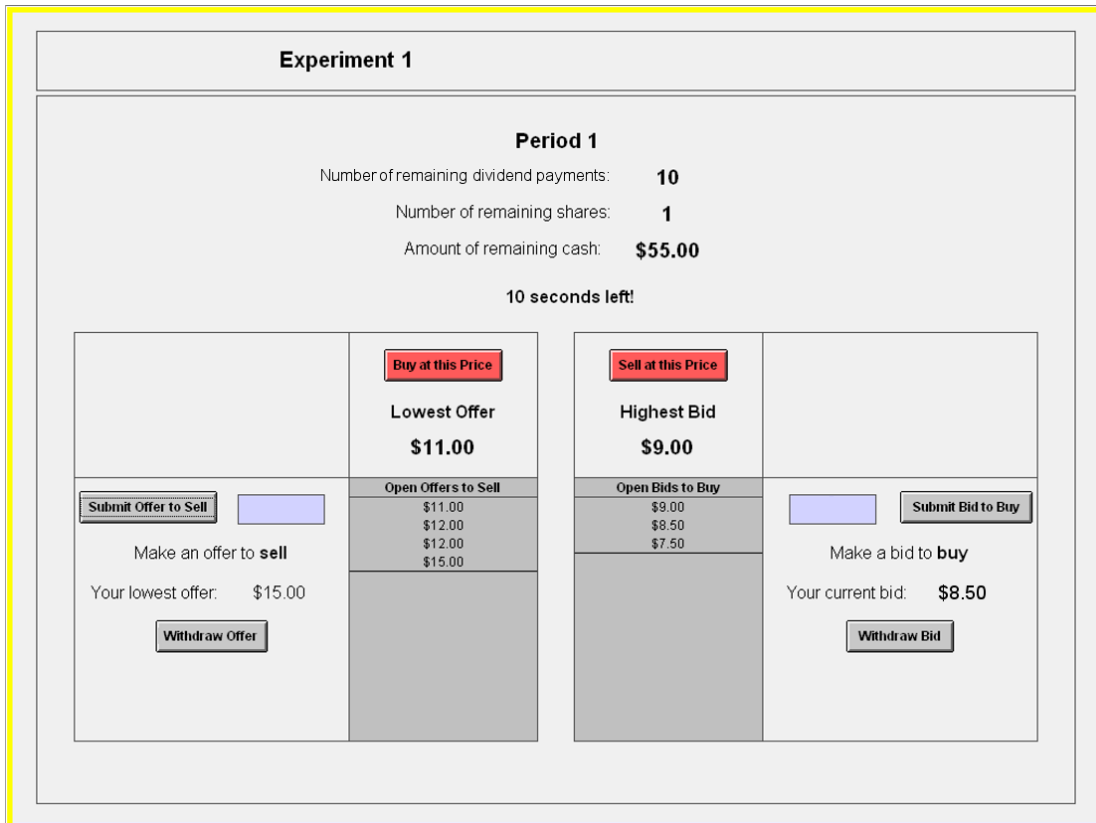 Experiment 1
Period 1
Number of remaining dividend payments: 10
Number of remaining shares: 1
Amount of remaining cash: $55.00
10 seconds left!
Buy at this Price
Lowest Offer
$11.00
Sell at this Price
Highest Bid
$9.00
Submit Offer to Sell
Make an offer to sell
Your lowest offer: $15.00
Withdraw Offer
Open Offers to Sell
$11.00
$12.00
$12.00
$15.00
Open Bids to Buy
$9.00
$8.50
$7.50
Submit Bid to Buy
Make a bid to buy
Your current bid: $8.50
Withdraw Bid